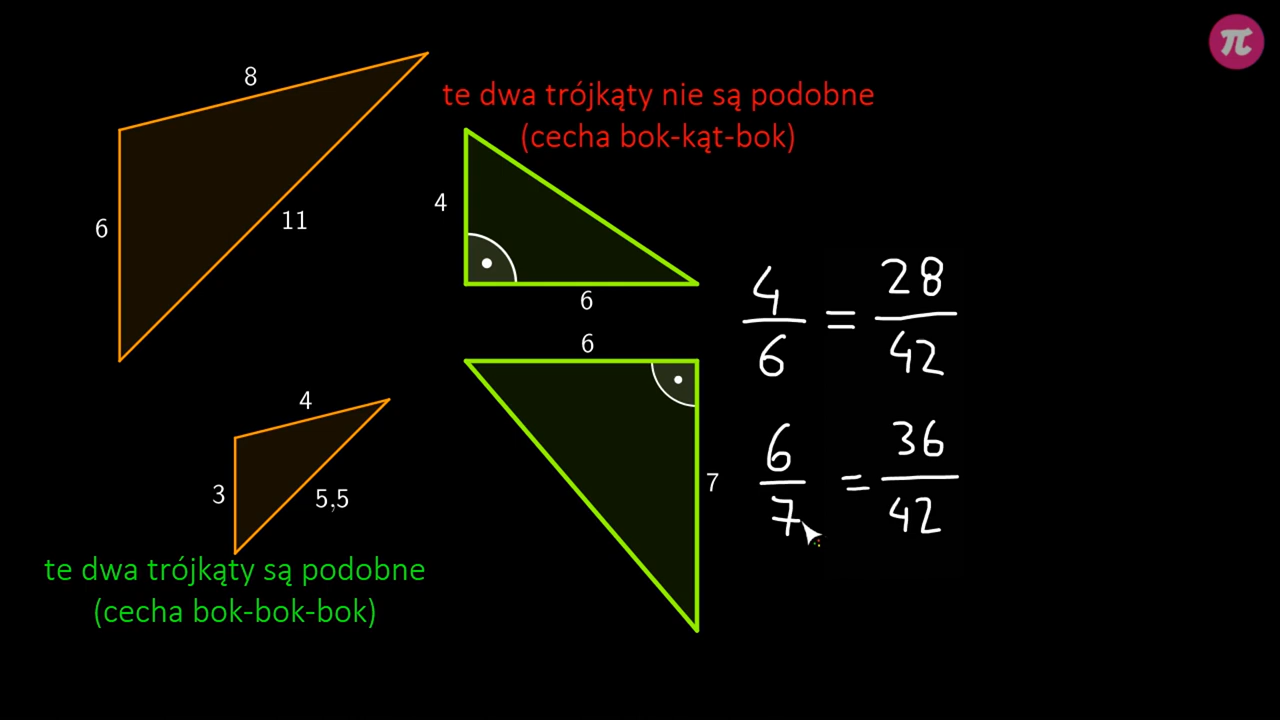 π
8
te dwa trójkąty nie są podobne
(cecha bok-kąt-bok)
6
11
4
6
4/6 = 28/42
6
7
6/7 = 36/42
4
3
5,5
te dwa trójkąty są podobne
(cecha bok-bok-bok)